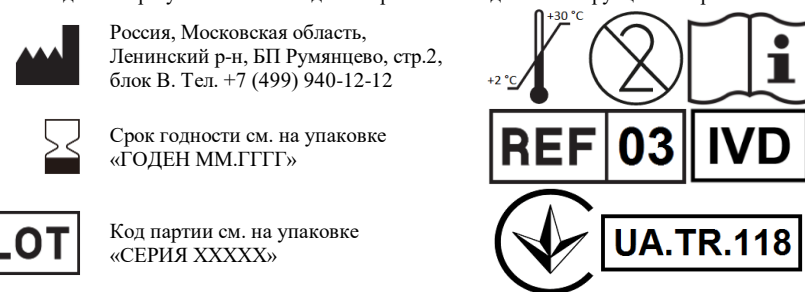 Россия, Московская область,
Ленинский р-н, БП Румянцево, стр.2,
блок В. Тел. +7 (499) 940-12-12
+30 °C
+2 °C
2
i
Срок годности см. на упаковке
«ГОДЕН ММ.ГГГГ»
REF 03 IVD
LOT
Код партии см. на упаковке
«СЕРИЯ XXXXX»
UA.TR.118